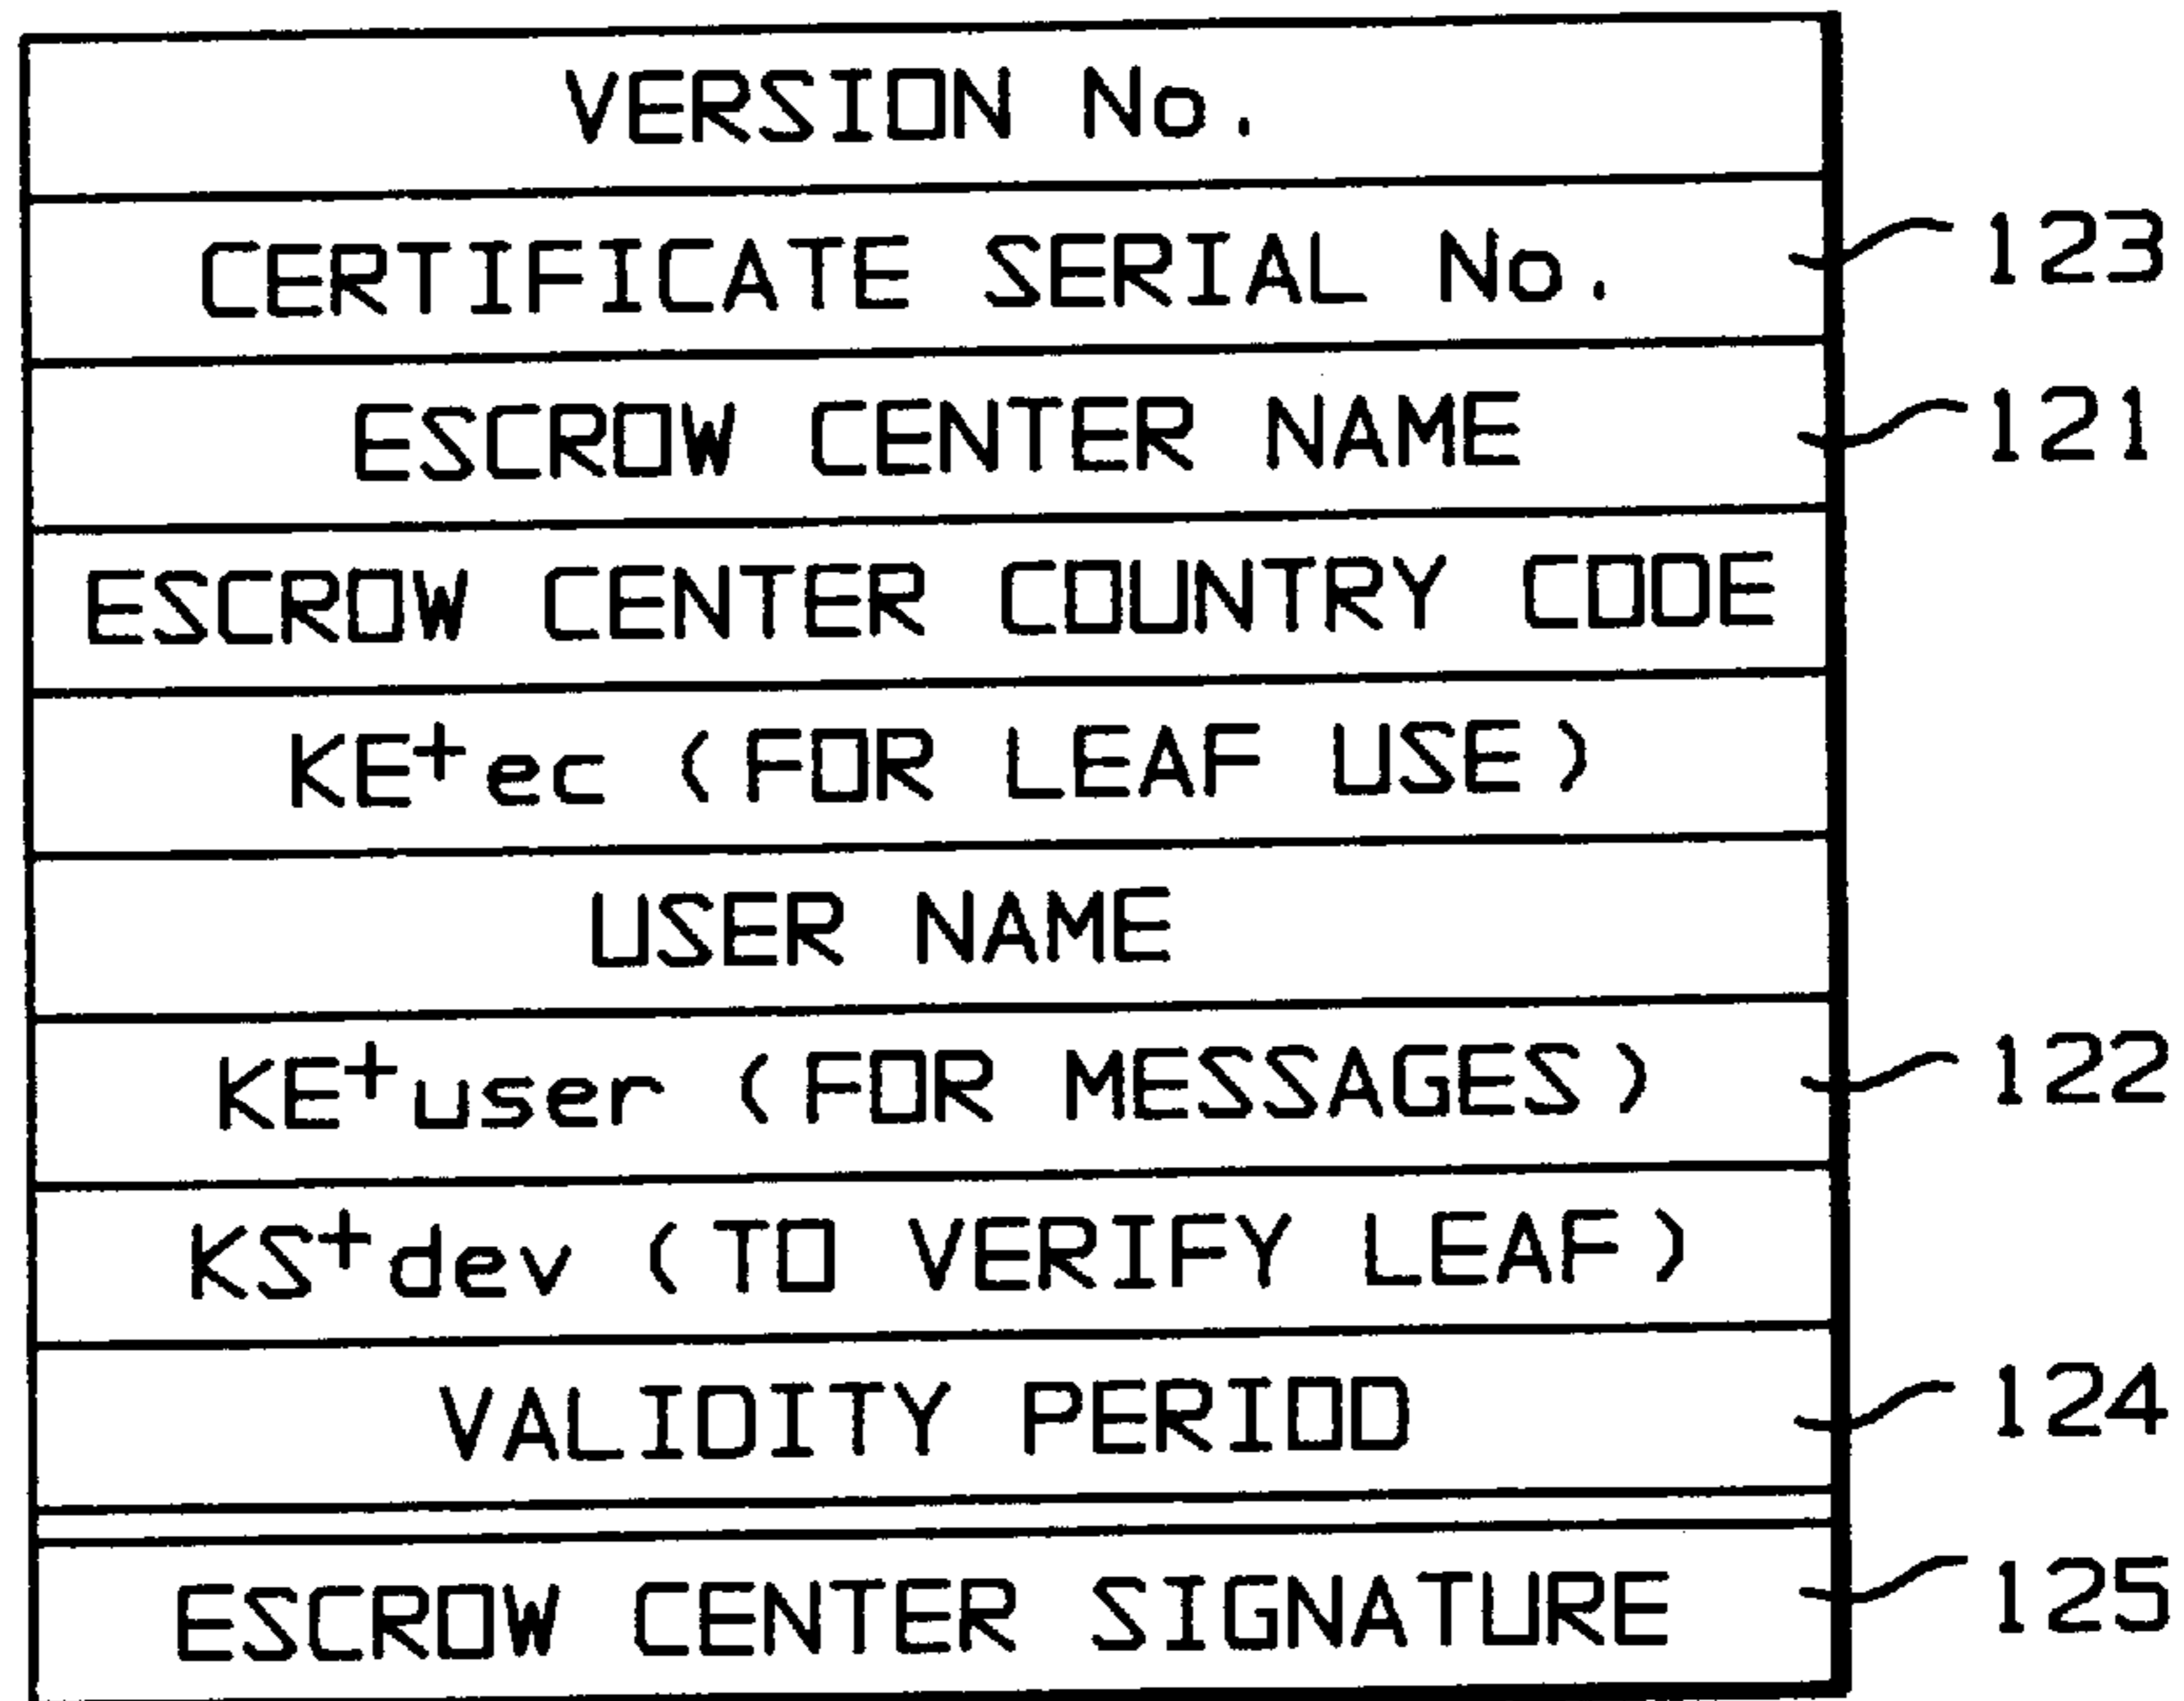 VERSION No.
CERTIFICATE SERIAL No. 123
ESCROW CENTER NAME 121
ESCROW CENTER COUNTRY CODE
KE+ec (FOR LEAF USE)
USER NAME
KE+user (FOR MESSAGES) 122
KS+dev (TO VERIFY LEAF)
VALIDITY PERIOD 124
ESCROW CENTER SIGNATURE 125